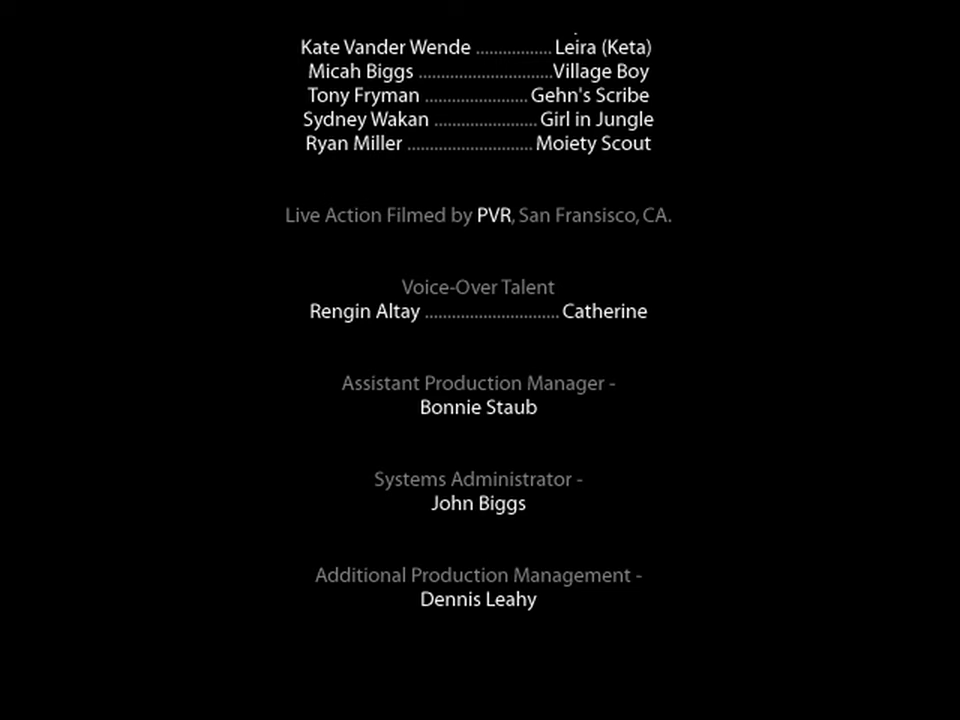 Kate Vander Wende ................. Leira (Keta)
Micah Biggs ..............................Village Boy
Tony Fryman ....................... Gehn's Scribe
Sydney Wakan ....................... Girl in Jungle
Ryan Miller ............................ Moiety Scout
Live Action Filmed by PVR, San Fransisco, CA.
Voice-Over Talent
Rengin Altay .............................. Catherine
Assistant Production Manager -
Bonnie Staub
Systems Administrator -
John Biggs
Additional Production Management -
Dennis Leahy